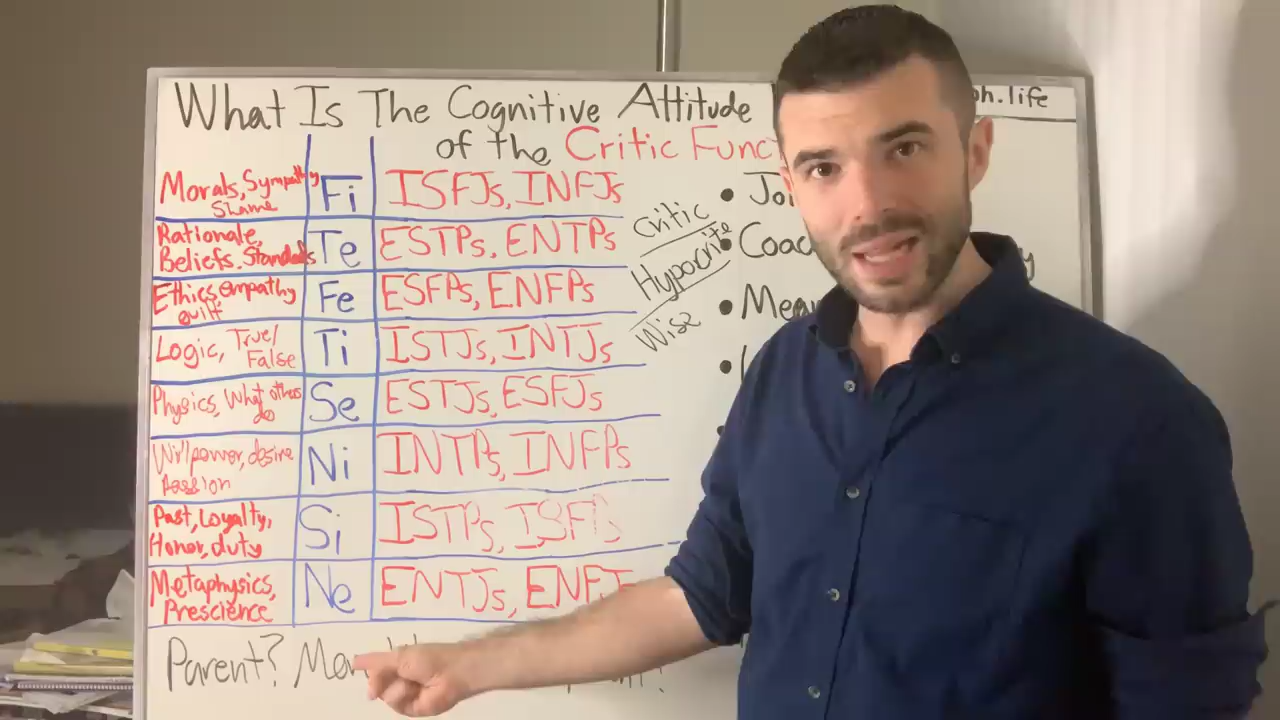 What Is The Cognitive Attitude
of the Critic Func
ph.life
Morals, Sympathy
Shame
Fi
ISFJs, INFJs
Rationale,
Beliefs, Standards
Te
ESTPs, ENTPs
Ethics, empathy
guilt
Fe
ESFPs, ENFPs
Logic, True/
False
Ti
ISTJs, INTJs
Physics, What others
do
Se
ESTJs, ESFJs
Willpower, desire
Passion
Ni
INTPs, INFPs
Past, Loyalty,
Honor, duty
Si
ISTPs, ISFPs
Metaphysics,
Prescience
Ne
ENTJs, ENFJ
Parent?
Critic
Hypocrite
Wise
• Jo
• Coac
• Mea